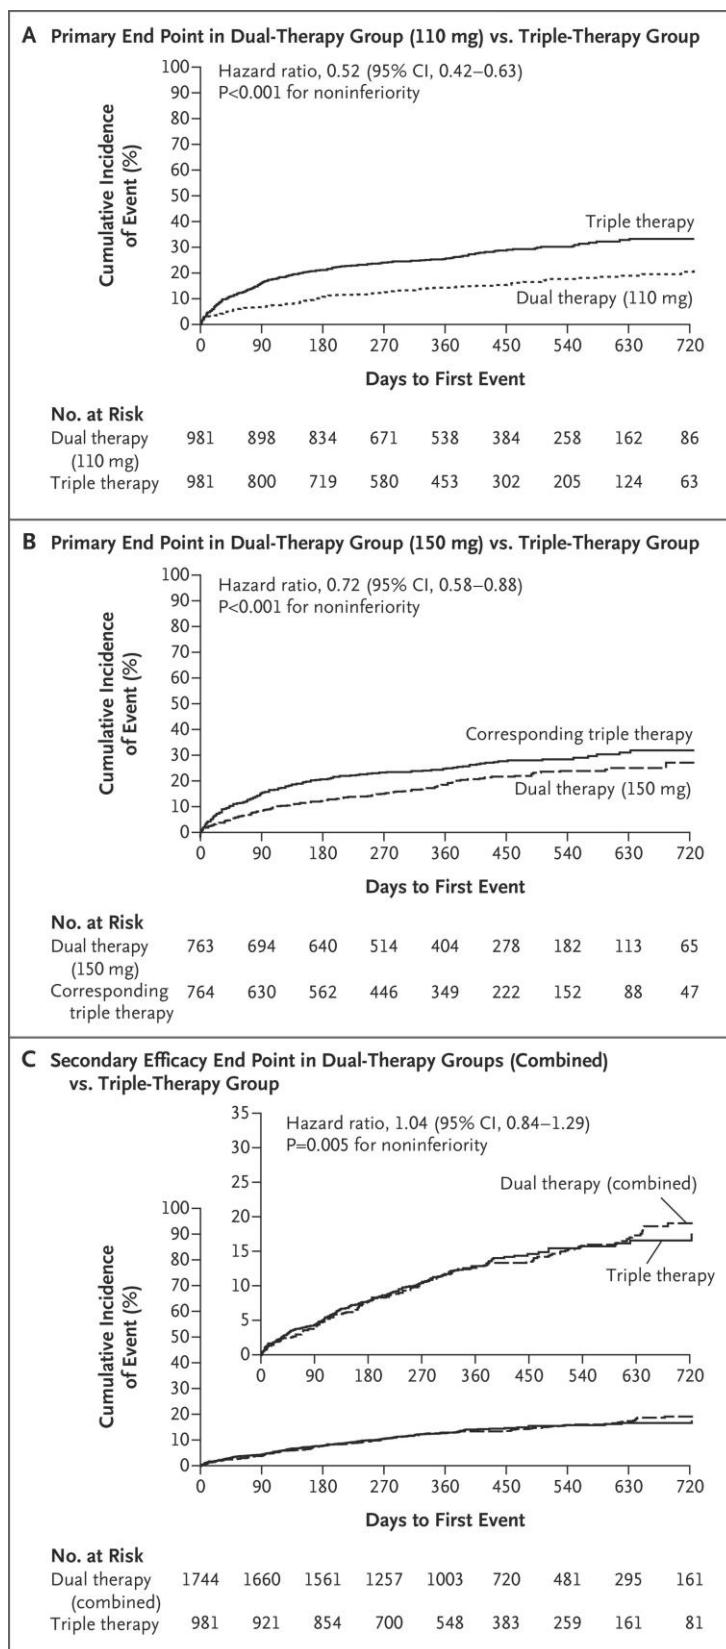 A Primary End Point in Dual-Therapy Group (110 mg) vs. Triple-Therapy Group
Hazard ratio, 0.52 (95% CI, 0.42–0.63)
P<0.001 for noninferiority
Cumulative Incidence
of Event (%)
100
90
80
70
60
50
40
30
20
10
0
Triple therapy
Dual therapy (110 mg)
0 90 180 270 360 450 540 630 720
Days to First Event
No. at Risk
Dual therapy 981 898 834 671 538 384 258 162 86
(110 mg)
Triple therapy 981 800 719 580 453 302 205 124 63
B Primary End Point in Dual-Therapy Group (150 mg) vs. Triple-Therapy Group
Hazard ratio, 0.72 (95% CI, 0.58–0.88)
P<0.001 for noninferiority
Cumulative Incidence
of Event (%)
100
90
80
70
60
50
40
30
20
10
0
Corresponding triple therapy
Dual therapy (150 mg)
0 90 180 270 360 450 540 630 720
Days to First Event
No. at Risk
Dual therapy 763 694 640 514 404 278 182 113 65
(150 mg)
Corresponding 764 630 562 446 349 222 152 88 47
triple therapy
C Secondary Efficacy End Point in Dual-Therapy Groups (Combined)
vs. Triple-Therapy Group
35
30
25
20
15
10
5
0
Hazard ratio, 1.04 (95% CI, 0.84–1.29)
P=0.005 for noninferiority
Dual therapy (combined)
Triple therapy
0 90 180 270 360 450 540 630 720
Cumulative Incidence
of Event (%)
100
90
80
70
60
50
40
30
20
10
0
0 90 180 270 360 450 540 630 720
Days to First Event
No. at Risk
Dual therapy 1744 1660 1561 1257 1003 720 481 295 161
(combined)
Triple therapy 981 921 854 700 548 383 259 161 81